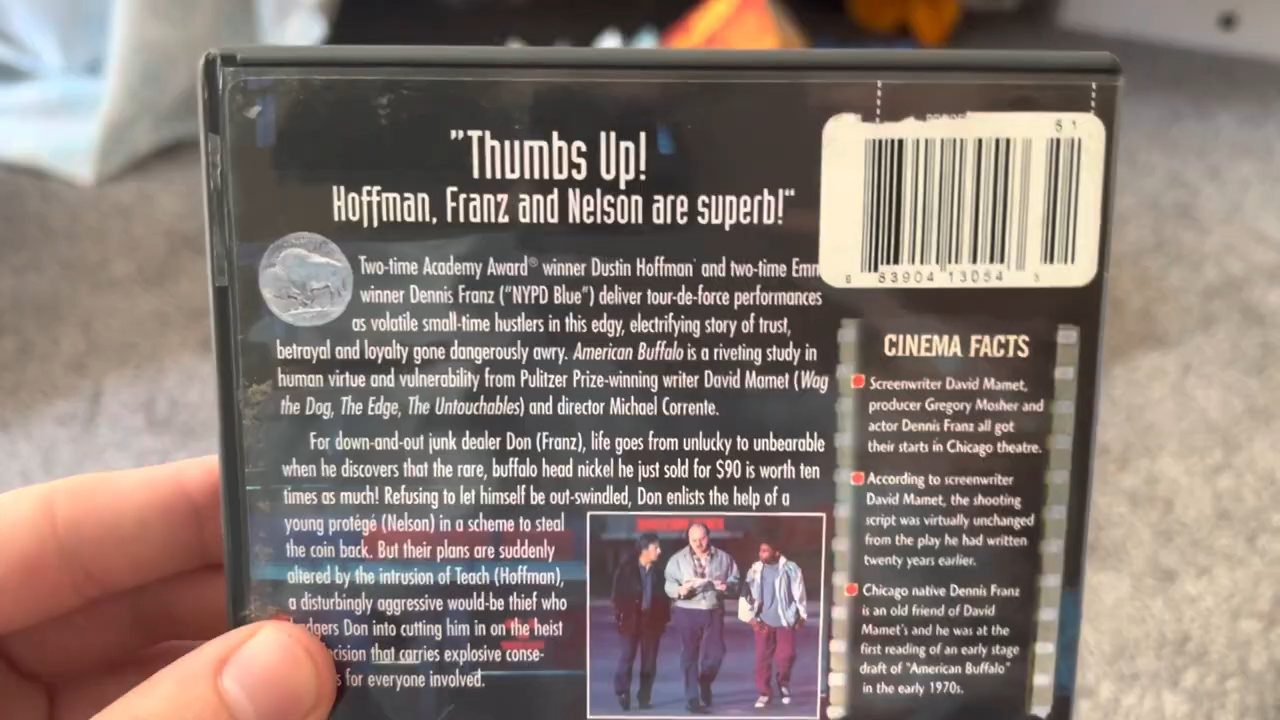 "Thumbs Up!
Hoffman, Franz and Nelson are superb!"
Two-time Academy Award® winner Dustin Hoffman and two-time
winner Dennis Franz ("NYPD Blue") deliver tour-de-force performances
as volatile small-time hustlers in this edgy, electrifying story of trust,
betrayal and loyalty gone dangerously awry. American Buffalo is a riveting study in
human virtue and vulnerability from Pulitzer Prize-winning writer David Mamet (Wag
the Dog, The Edge, The Untouchables) and director Michael Corrente.
For down-and-out junk dealer Don (Franz), life goes from unlucky to unbearable
when he discovers that the rare, buffalo head nickel he just sold for $90 is worth ten
times as much! Refusing to let himself be out-swindled, Don enlists the help of a
young protégé (Nelson) in a scheme to steal
the coin back. But their plans are suddenly
altered by the intrusion of Teach (Hoffman),
a disturbingly aggressive would-be thief who
Don into cutting him in on the heist
that carries explosive conse-
for everyone involved.
51
83904 13054
CINEMA FACTS
Screenwriter David Mamet,
producer Gregory Mosher and
actor Dennis Franz all got
their starts in Chicago theatre.
According to screenwriter
David Mamet, the shooting
script was virtually unchanged
from the play he had written
twenty years earlier.
Chicago native Dennis Franz
is an old friend of David
Mamet's and he was at the
first reading of an early stage
draft of "American Buffalo"
in the early 1970s.